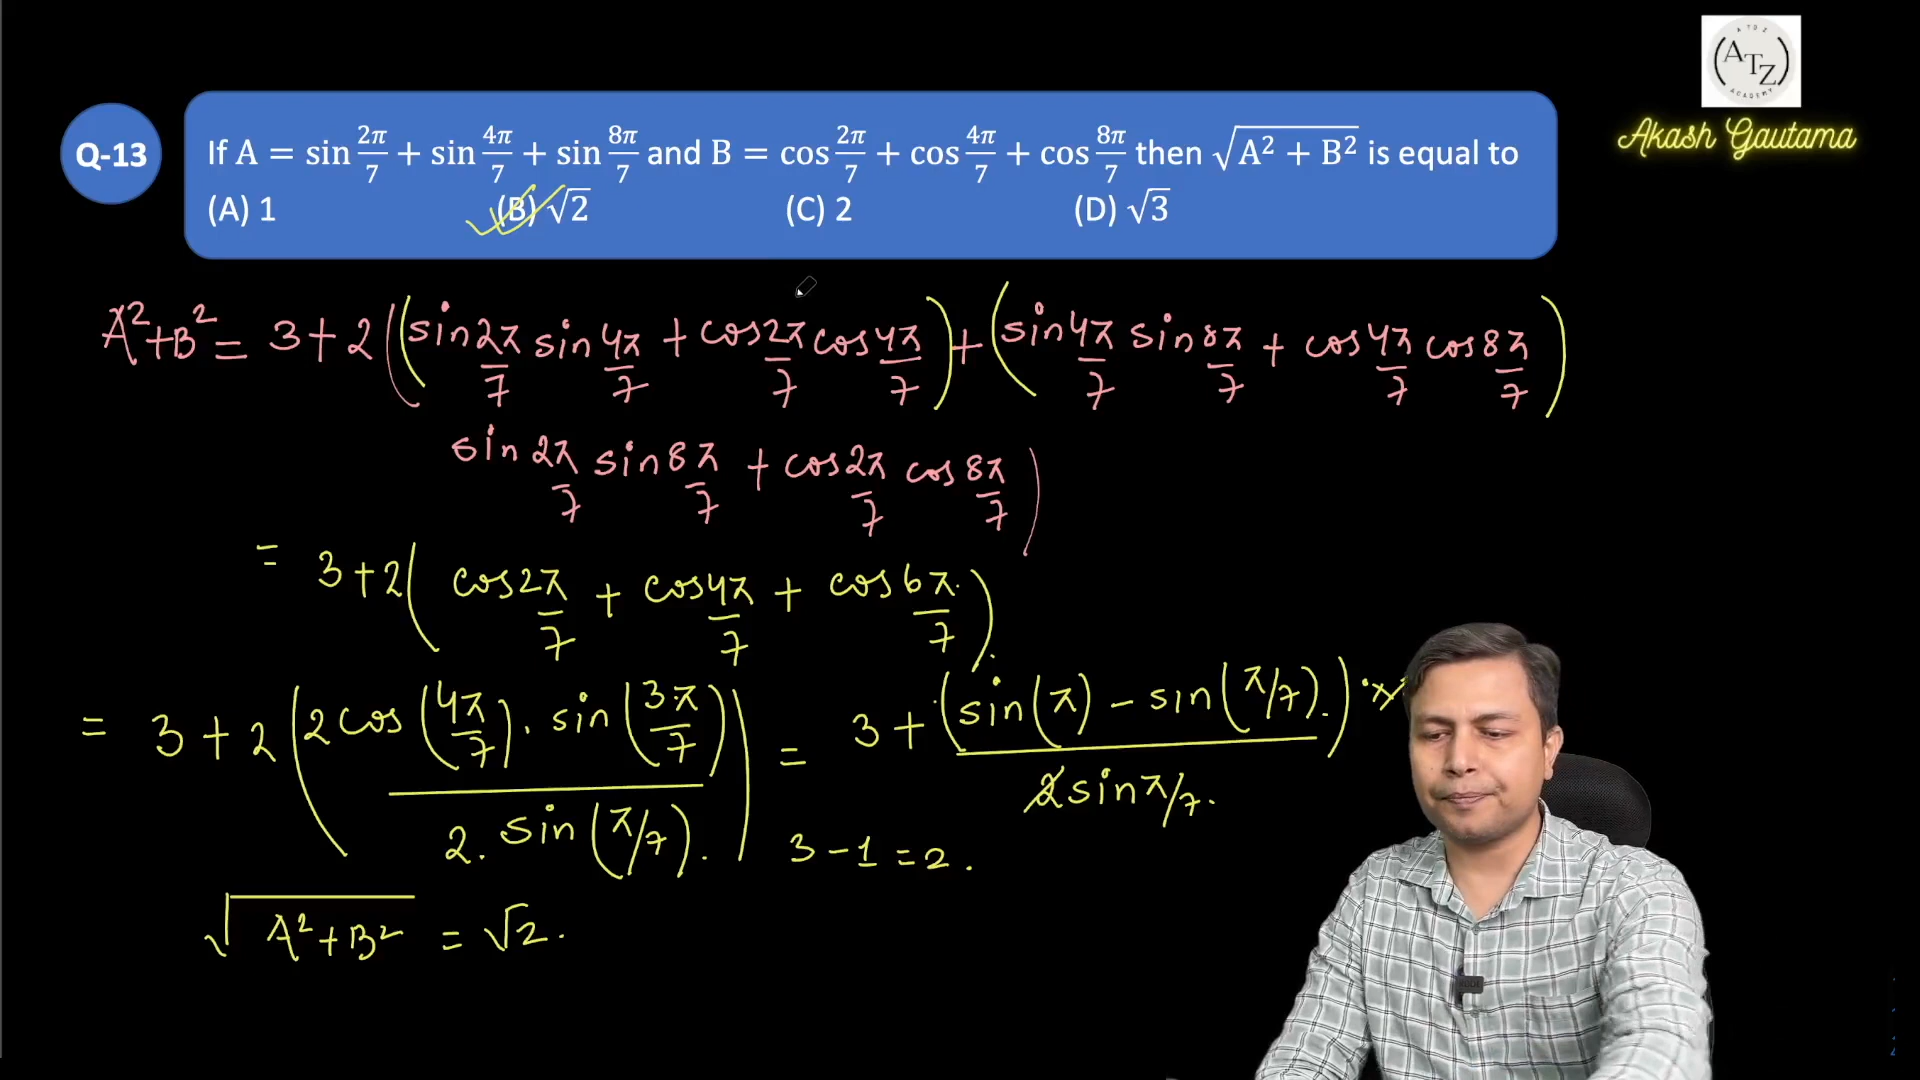 A TO Z
(ATZ)
ACADEMY
Akash Gautama
Q-13
If A = sin 2π/7 + sin 4π/7 + sin 8π/7 and B = cos 2π/7 + cos 4π/7 + cos 8π/7 then √(A² + B²) is equal to
(A) 1 (B) √2 (C) 2 (D) √3
A²+B² = 3+2((sin 2π/7 sin 4π/7 + cos 2π/7 cos 4π/7) + (sin 4π/7 sin 8π/7 + cos 4π/7 cos 8π/7)
sin 2π/7 sin 8π/7 + cos 2π/7 cos 8π/7)
= 3+2(cos 2π/7 + cos 4π/7 + cos 6π/7).
= 3+2(2cos(4π/7).sin(3π/7)/2.sin(π/7).) = 3+(sin(π) – sin(π/7).)/2sinπ/7.
3–1=2.
√(A²+B²) = √2.